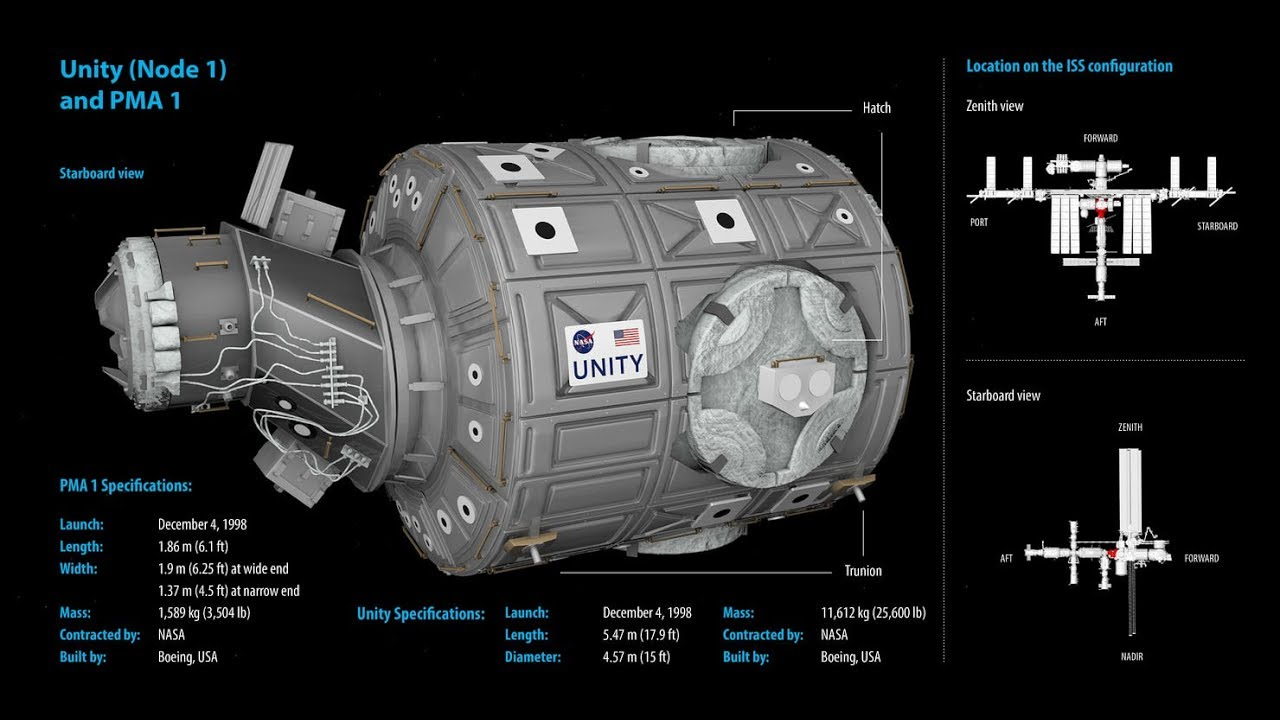 Unity (Node 1)
and PMA 1
Starboard view
Hatch
NASA
UNITY
Trunion
PMA 1 Specifications:
Launch: December 4, 1998
Length: 1.86 m (6.1 ft)
Width: 1.9 m (6.25 ft) at wide end
1.37 m (4.5 ft) at narrow end
Mass: 1,589 kg (3,504 lb)
Contracted by: NASA
Built by: Boeing, USA
Unity Specifications:
Launch: December 4, 1998
Length: 5.47 m (17.9 ft)
Diameter: 4.57 m (15 ft)
Mass: 11,612 kg (25,600 lb)
Contracted by: NASA
Built by: Boeing, USA
Location on the ISS configuration
Zenith view
FORWARD
PORT
STARBOARD
AFT
Starboard view
ZENITH
AFT
FORWARD
NADIR